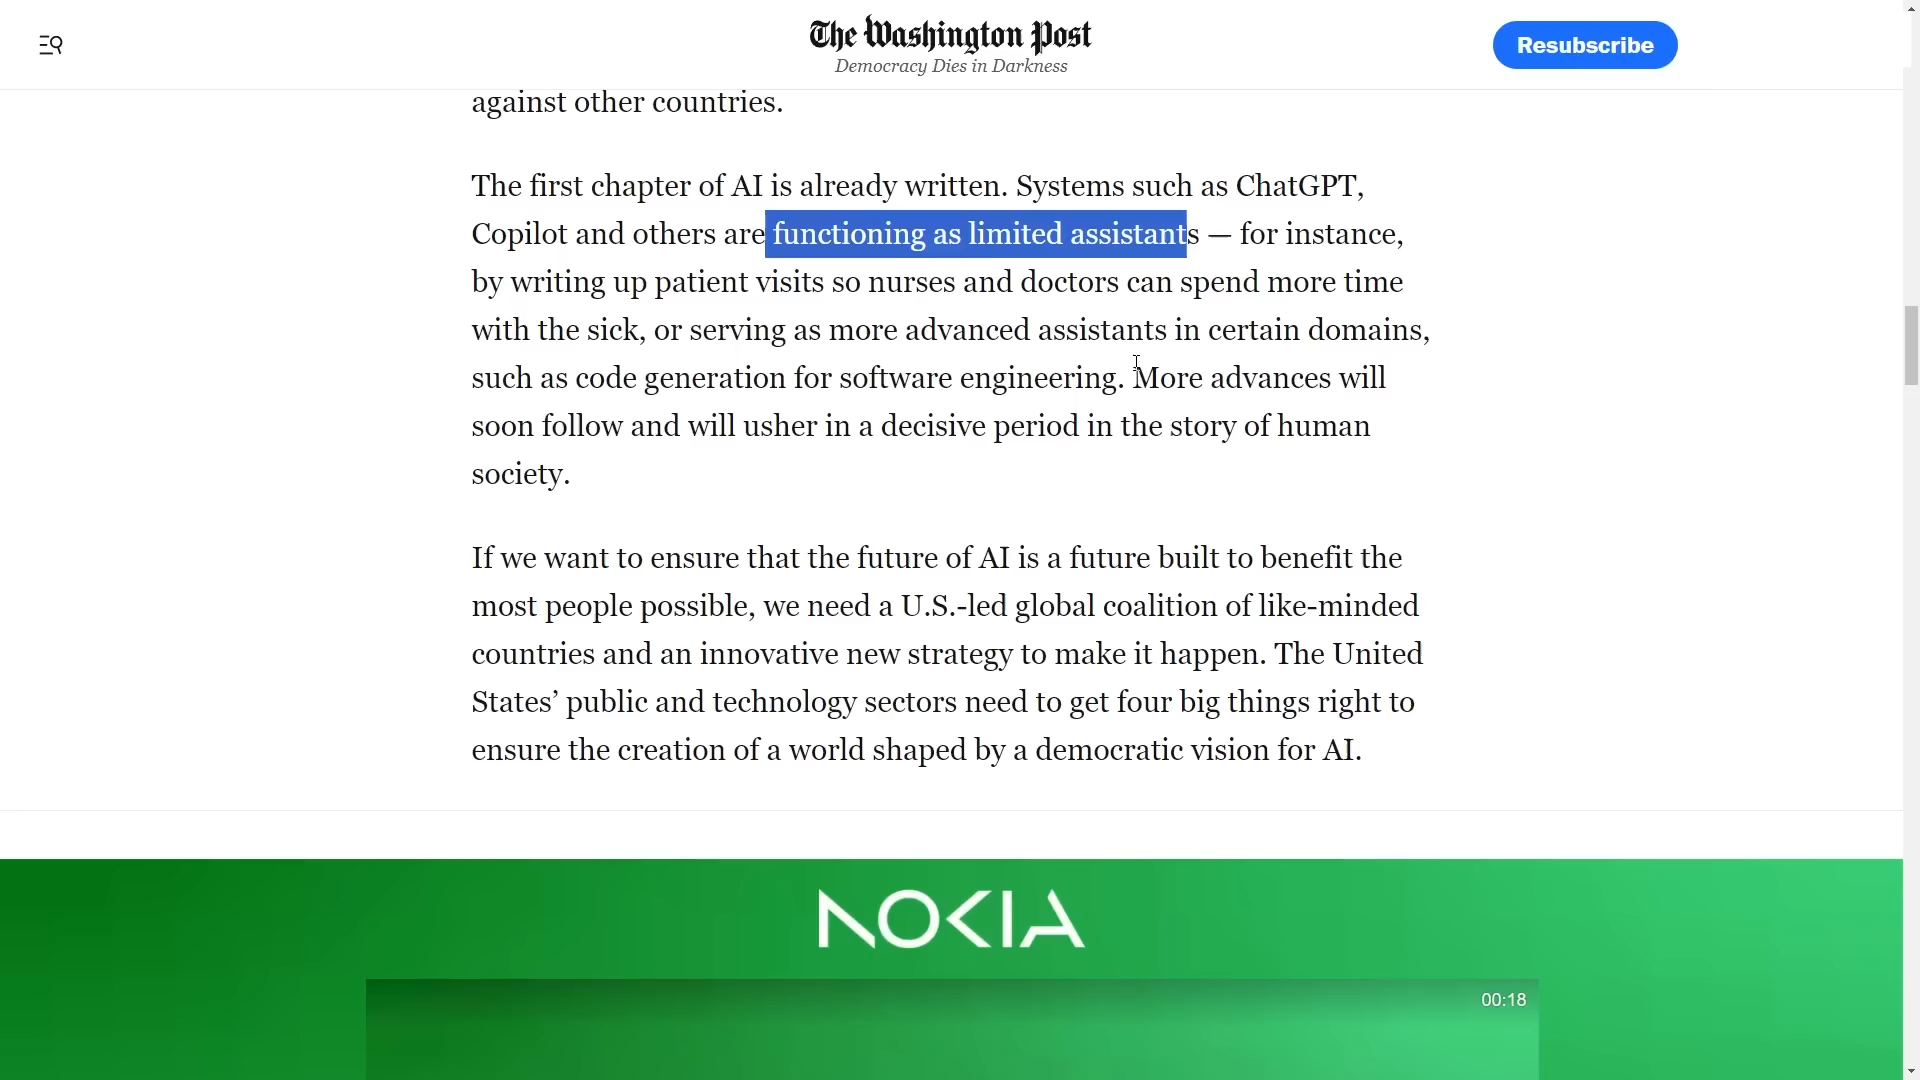 The Washington Post
Democracy Dies in Darkness
Resubscribe
against other countries.
The first chapter of AI is already written. Systems such as ChatGPT,
Copilot and others are functioning as limited assistants — for instance,
by writing up patient visits so nurses and doctors can spend more time
with the sick, or serving as more advanced assistants in certain domains,
such as code generation for software engineering. More advances will
soon follow and will usher in a decisive period in the story of human
society.
If we want to ensure that the future of AI is a future built to benefit the
most people possible, we need a U.S.-led global coalition of like-minded
countries and an innovative new strategy to make it happen. The United
States’ public and technology sectors need to get four big things right to
ensure the creation of a world shaped by a democratic vision for AI.
NOKIA
00:18